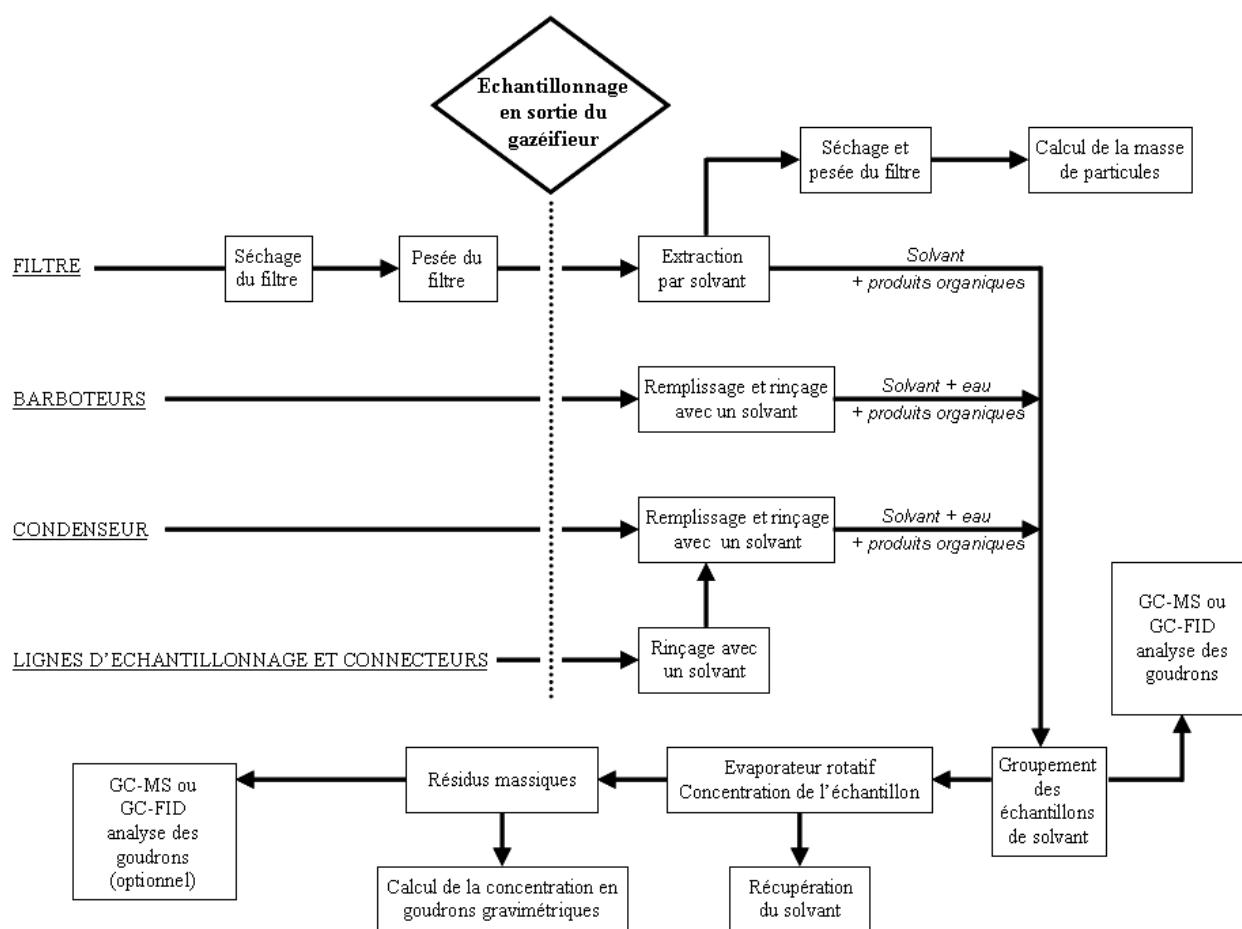 Echantillonnage
en sortie du
gazéifieur
Séchage et
pesée du filtre
Calcul de la masse
de particules
FILTRE
Séchage
du filtre
Pesée du
filtre
Extraction
par solvant
Solvant
+ produits organiques
BARBOTEURS
Remplissage et rinçage
avec un solvant
Solvant + eau
+ produits organiques
CONDENSEUR
Remplissage et rinçage
avec un solvant
Solvant + eau
+ produits organiques
LIGNES D'ECHANTILLONNAGE ET CONNECTEURS
Rinçage avec
un solvant
GC-MS ou
GC-FID
analyse des
goudrons
Groupement
des
échantillons
de solvant
Evaporateur rotatif
Concentration de l'échantillon
Résidus massiques
GC-MS ou
GC-FID
analyse des
goudrons
(optionnel)
Calcul de la concentration en
goudrons gravimétriques
Récupération
du solvant